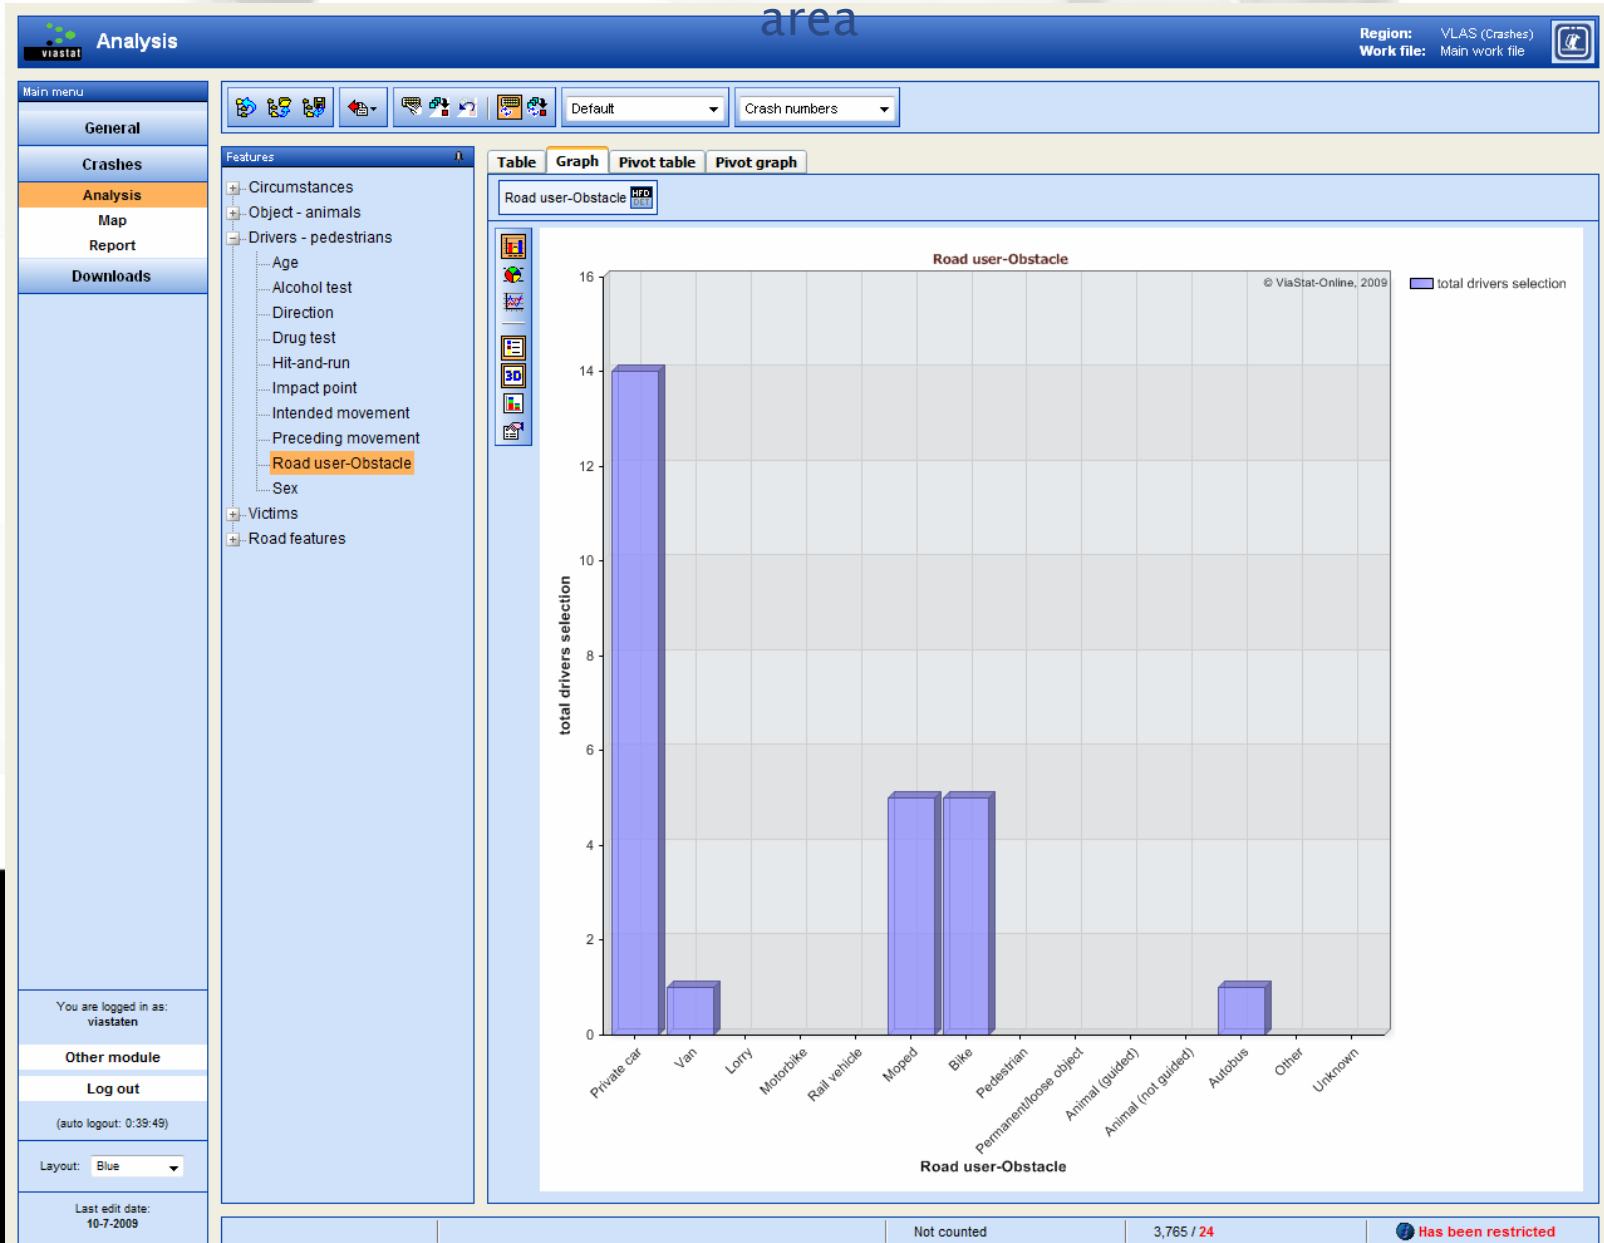 area
viastat
Analysis
Region: VLAS (Crashes)
Work file: Main work file
Main menu
General
Crashes
Analysis
Map
Report
Downloads
You are logged in as:
viastaten
Other module
Log out
(auto logout: 0:39:49)
Layout: Blue
Last edit date:
10-7-2009
Default
Crash numbers
Features
Circumstances
Object - animals
Drivers - pedestrians
Age
Alcohol test
Direction
Drug test
Hit-and-run
Impact point
Intended movement
Preceding movement
Road user-Obstacle
Sex
Victims
Road features
Table Graph Pivot table Pivot graph
Road user-Obstacle HFD DET
3D
Road user-Obstacle
© ViaStat-Online, 2009
total drivers selection
16
14
12
10
8
6
4
2
0
total drivers selection
Private car
Van
Lorry
Motorbike
Rail vehicle
Moped
Bike
Pedestrian
Permanent/loose object
Animal (guided)
Animal (not guided)
Autobus
Other
Unknown
Road user-Obstacle
Not counted
3,765 / 24
Has been restricted